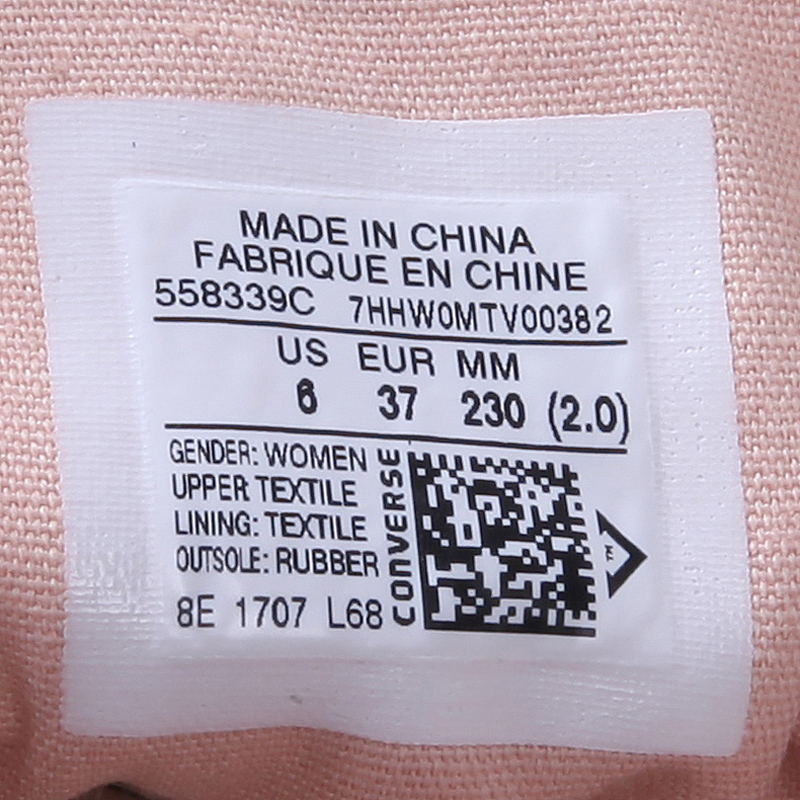 MADE IN CHINA
FABRIQUE EN CHINE
558339C 7HHW0MTV00382
US EUR MM
6 37 230 (2.0)
GENDER: WOMEN
UPPER TEXTILE
LINING: TEXTILE
OUTSOLE: RUBBER
8E 1707 L68
CONVERSE
TM